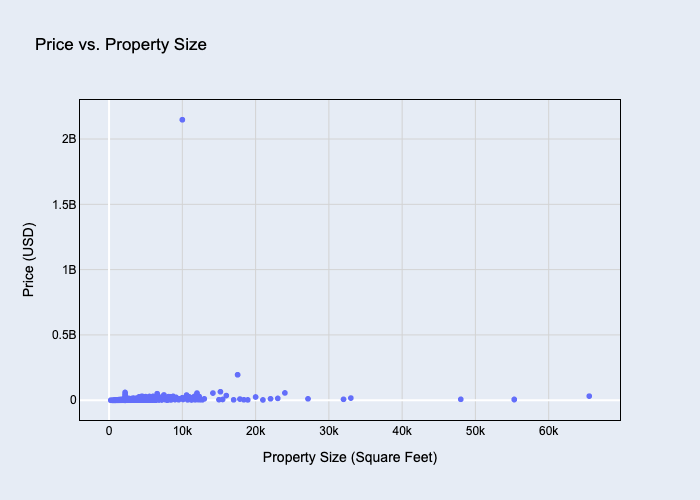 Price vs. Property Size
2B
1.5B
1B
0.5B
0
Price (USD)
0 10k 20k 30k 40k 50k 60k
Property Size (Square Feet)